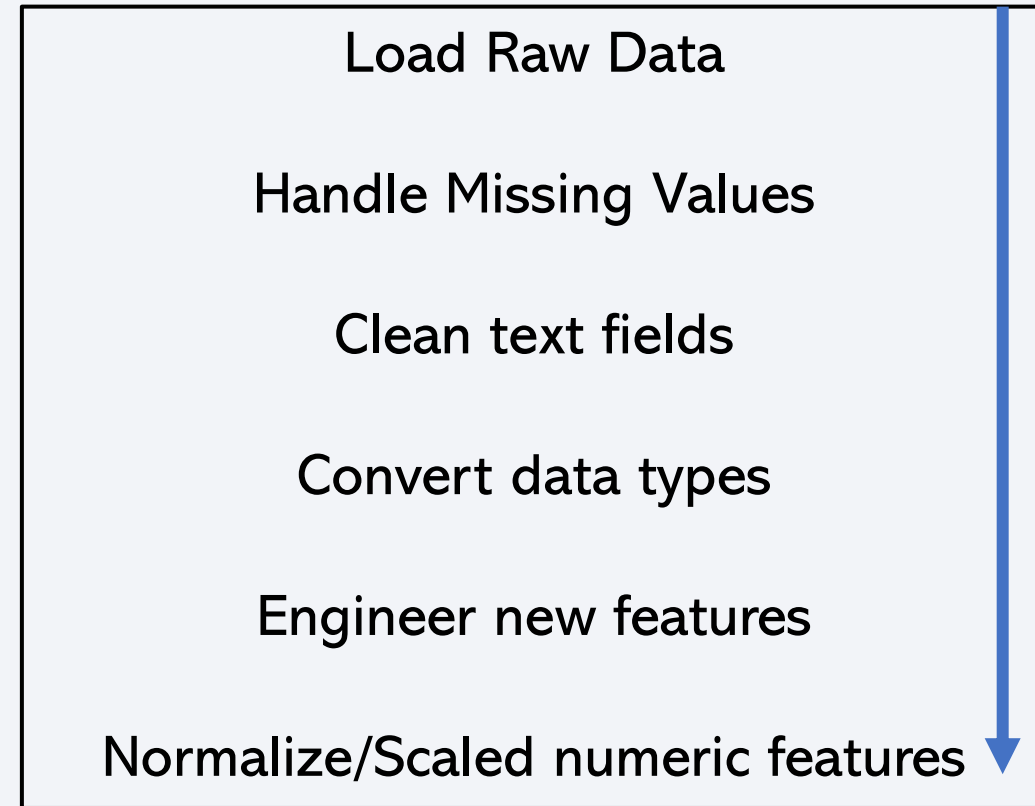 Load Raw Data
Handle Missing Values
Clean text fields
Convert data types
Engineer new features
Normalize/Scaled numeric features